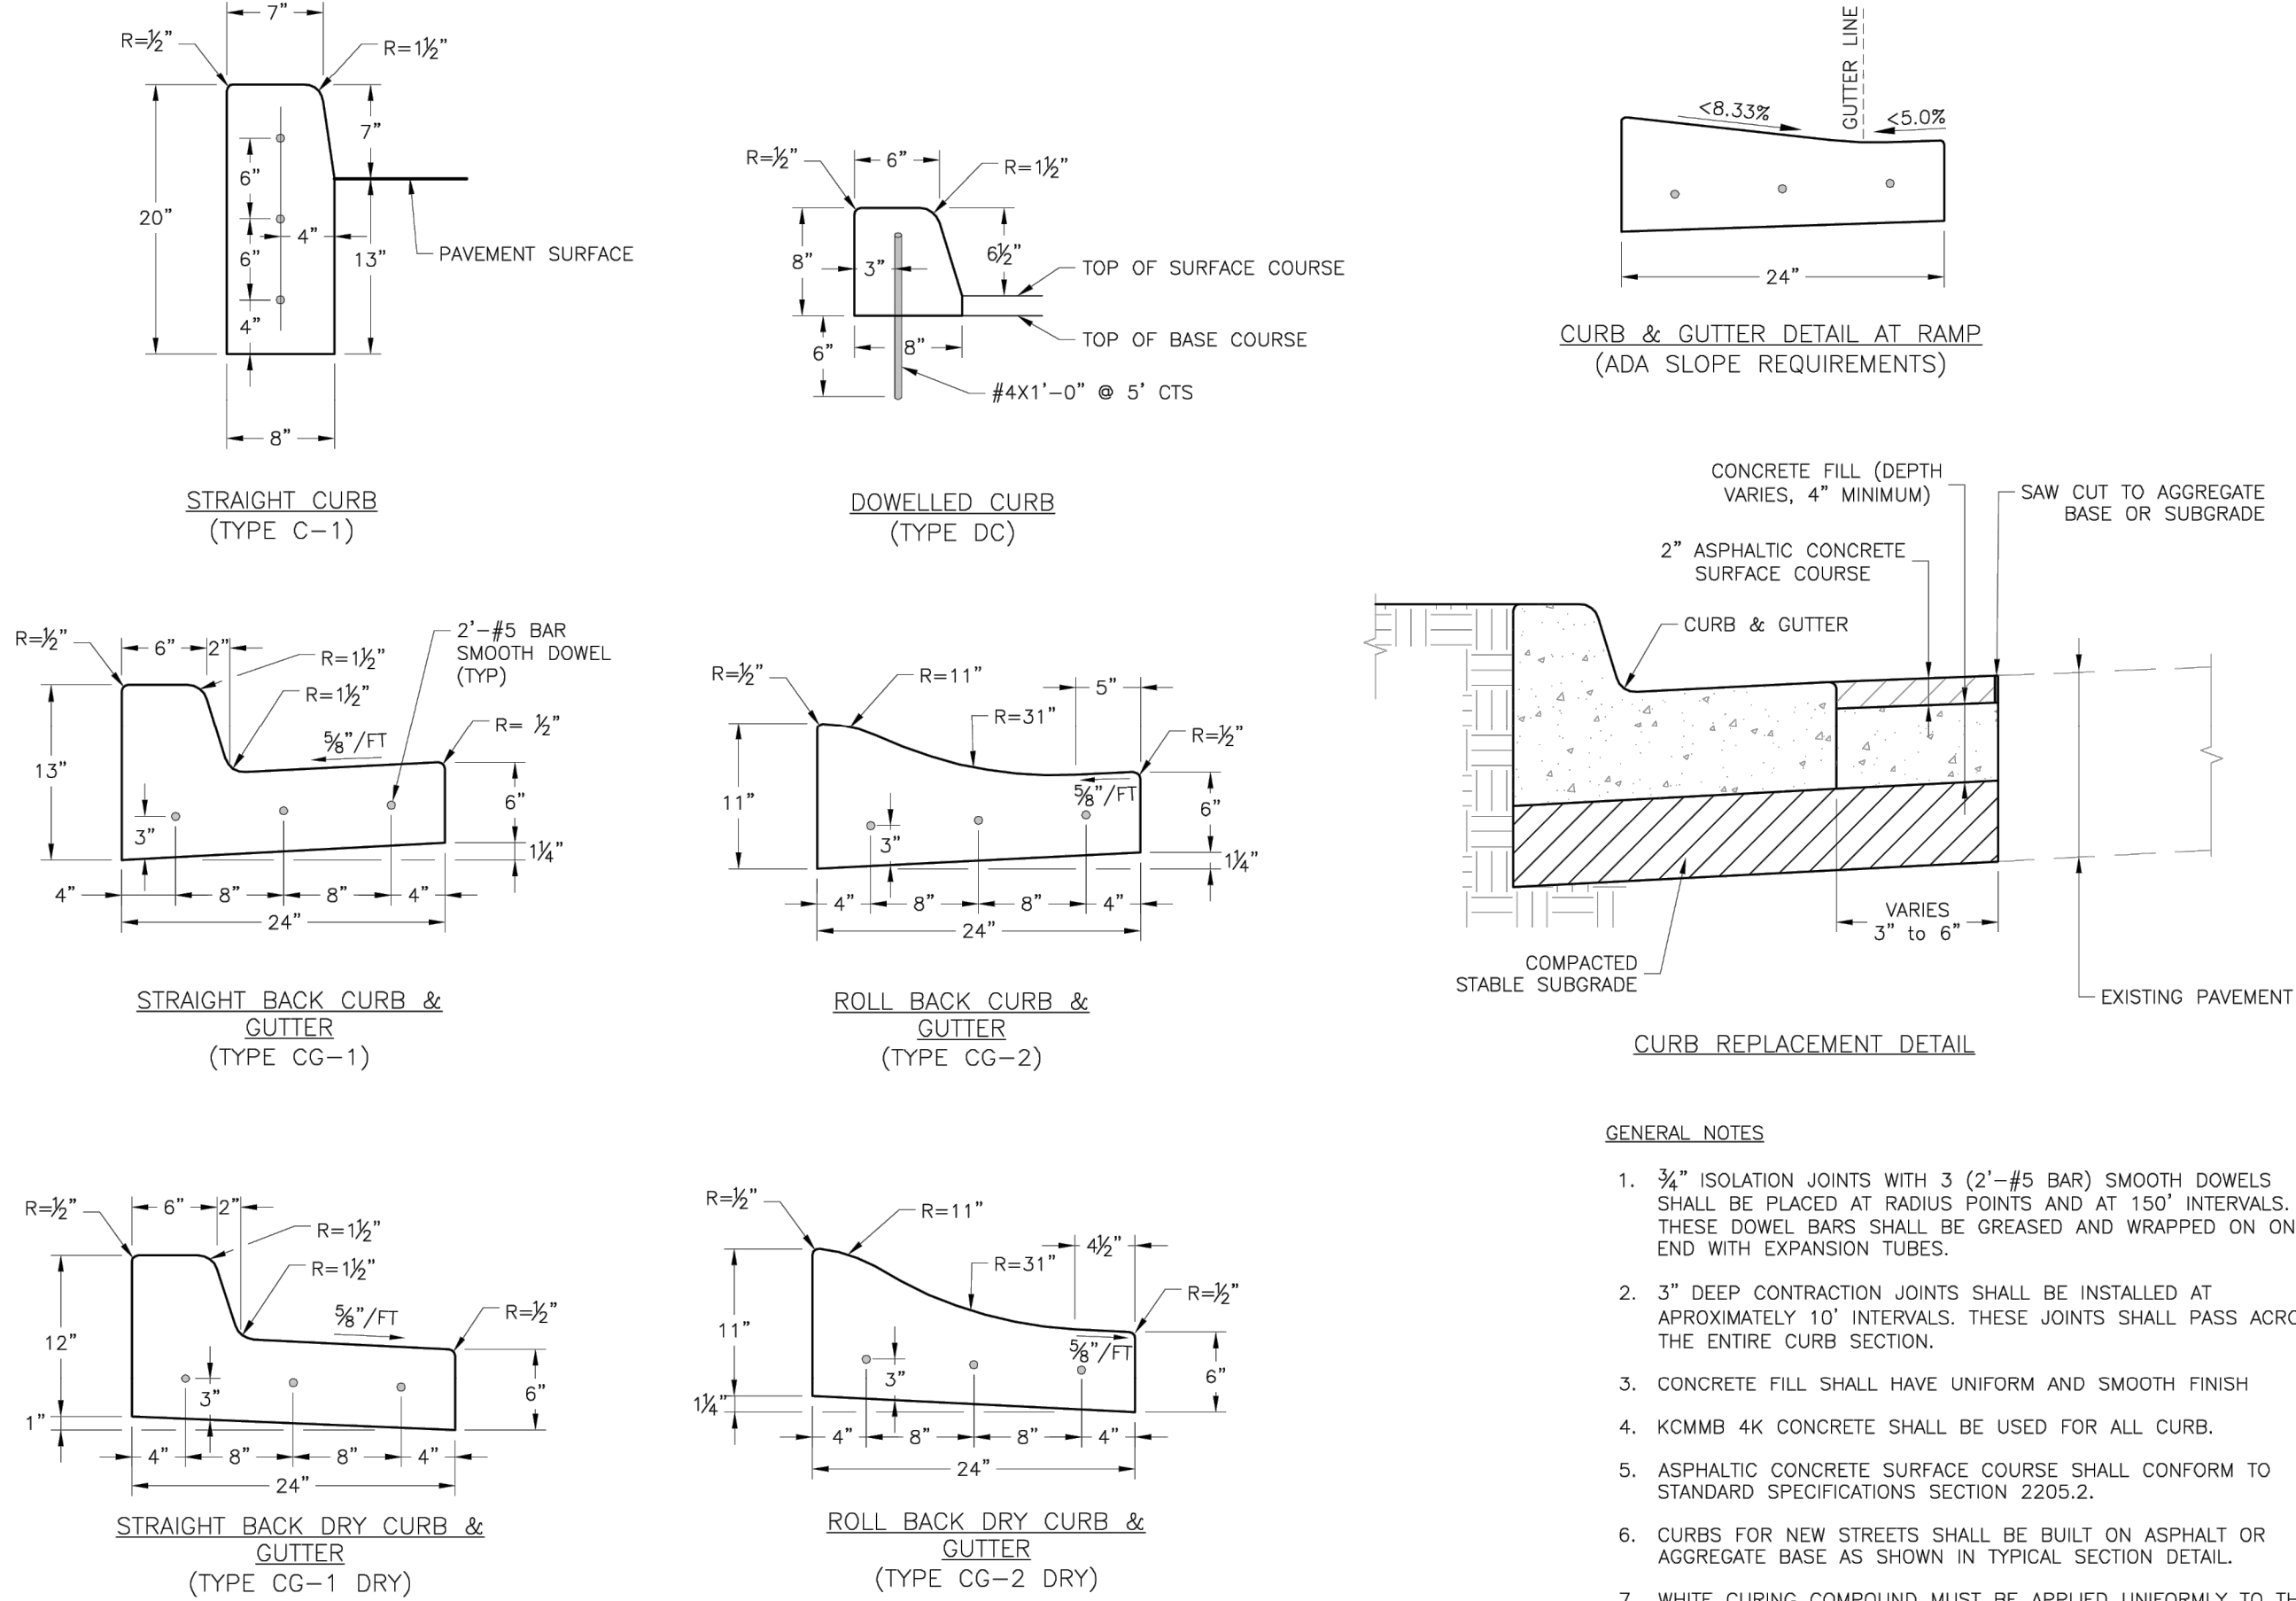 7”
R=½”
R=1½”
7”
6”
20”
4”
6”
13”
PAVEMENT SURFACE
4”
8”
STRAIGHT CURB
(TYPE C-1)
R=½”
6”
R=1½”
8”
3”
6½”
TOP OF SURFACE COURSE
6”
8”
TOP OF BASE COURSE
#4X1’-0” @ 5’ CTS
DOWELLED CURB
(TYPE DC)
GUTTER LINE
<8.33%
<5.0%
24”
CURB & GUTTER DETAIL AT RAMP
(ADA SLOPE REQUIREMENTS)
R=½”
6”
2”
R=1½”
R=1½”
2’-#5 BAR
SMOOTH DOWEL
(TYP)
R= ½”
⅝”/FT
13”
6”
3”
1¼”
4”
8”
8”
4”
24”
STRAIGHT BACK CURB &
GUTTER
(TYPE CG-1)
R=½”
R=11”
5”
R=31”
R=½”
⅝”/FT
11”
6”
3”
1¼”
4”
8”
8”
4”
24”
ROLL BACK CURB &
GUTTER
(TYPE CG-2)
CONCRETE FILL (DEPTH
VARIES, 4” MINIMUM)
SAW CUT TO AGGREGATE
BASE OR SUBGRADE
2” ASPHALTIC CONCRETE
SURFACE COURSE
CURB & GUTTER
VARIES
3” to 6”
COMPACTED
STABLE SUBGRADE
EXISTING PAVEMENT
CURB REPLACEMENT DETAIL
R=½”
6”
2”
R=1½”
R=1½”
⅝”/FT
R=½”
12”
3”
6”
1”
4”
8”
8”
4”
24”
STRAIGHT BACK DRY CURB &
GUTTER
(TYPE CG-1 DRY)
R=½”
R=11”
4½”
R=31”
R=½”
11”
⅝”/FT
3”
6”
1¼”
4”
8”
8”
4”
24”
ROLL BACK DRY CURB &
GUTTER
(TYPE CG-2 DRY)
GENERAL NOTES
1. ¾” ISOLATION JOINTS WITH 3 (2’-#5 BAR) SMOOTH DOWELS
SHALL BE PLACED AT RADIUS POINTS AND AT 150’ INTERVALS.
THESE DOWEL BARS SHALL BE GREASED AND WRAPPED ON ON
END WITH EXPANSION TUBES.
2. 3” DEEP CONTRACTION JOINTS SHALL BE INSTALLED AT
APROXIMATELY 10’ INTERVALS. THESE JOINTS SHALL PASS ACRO
THE ENTIRE CURB SECTION.
3. CONCRETE FILL SHALL HAVE UNIFORM AND SMOOTH FINISH
4. KCMMB 4K CONCRETE SHALL BE USED FOR ALL CURB.
5. ASPHALTIC CONCRETE SURFACE COURSE SHALL CONFORM TO
STANDARD SPECIFICATIONS SECTION 2205.2.
6. CURBS FOR NEW STREETS SHALL BE BUILT ON ASPHALT OR
AGGREGATE BASE AS SHOWN IN TYPICAL SECTION DETAIL.
7. WHITE CURING COMPOUND MUST BE APPLIED UNIFORMLY TO TH